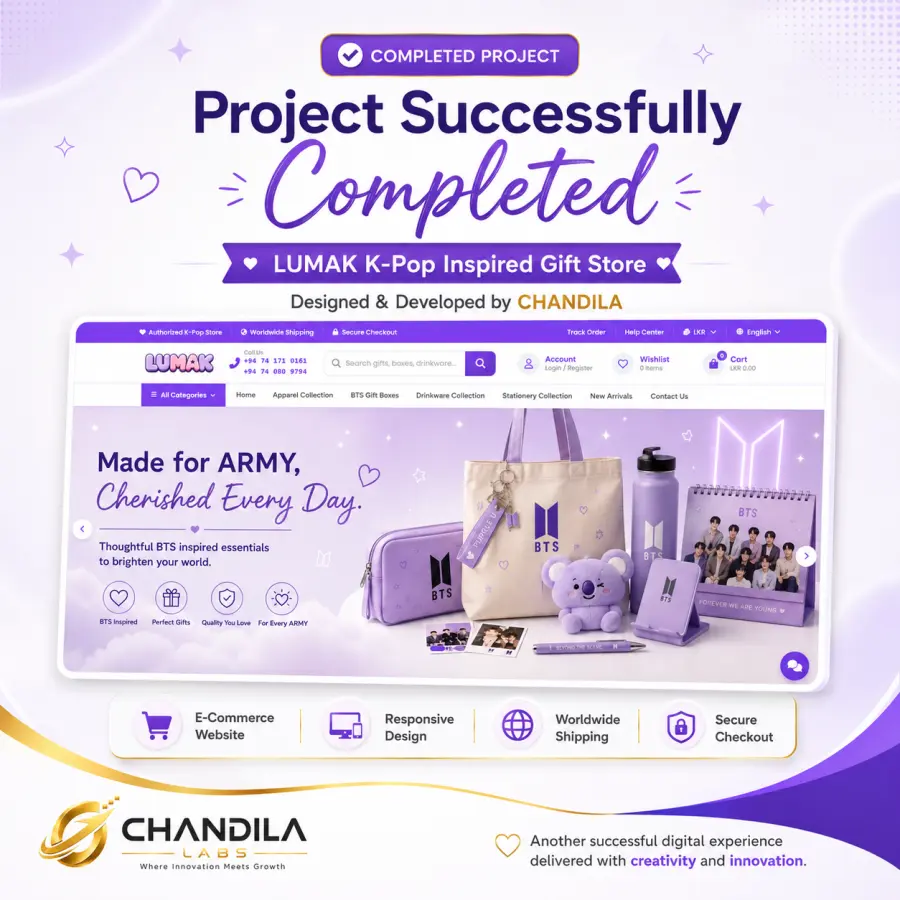 COMPLETED PROJECT
Project Successfully
Completed
LUMAK K-Pop Inspired Gift Store
Designed & Developed by CHANDILA
Authorized K-Pop Store
Worldwide Shipping
Secure Checkout
Track Order
Help Center
LKR
English
LUMAK
Call Us
+94 74 171 0161
+94 74 080 9794
Search gifts, boxes, drinkware...
Account
Login / Register
Wishlist
0 Items
0
Cart
LKR 0.00
All Categories
Home
Apparel Collection
BTS Gift Boxes
Drinkware Collection
Stationery Collection
New Arrivals
Contact Us
Made for ARMY,
Cherished Every Day.
Thoughtful BTS inspired essentials
to brighten your world.
BTS Inspired
Perfect Gifts
Quality You Love
For Every ARMY
BTS
BTS
BTS
BTS
BTS
FOREVER WE ARE YOUNG
E-Commerce
Website
Responsive
Design
Worldwide
Shipping
Secure
Checkout
CHANDILA
LABS
Where Innovation Meets Growth
Another successful digital experience
delivered with creativity and innovation.